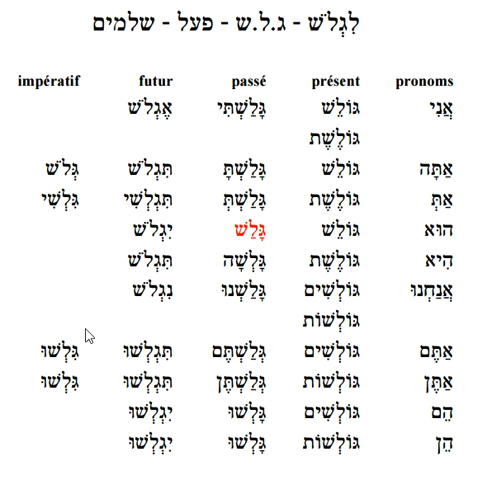 לִגְלֹשׁ - ג.ל.ש - פעל - שלמים
pronoms présent passé futur impératif
אֲנִי גּוֹלֵשׁ גָּלַשְׁתִּי אֶגְלֹשׁ
גּוֹלֶשֶׁת
אַתָּה גּוֹלֵשׁ גָּלַשְׁתָּ תִּגְלֹשׁ גְּלֹשׁ
אַתְּ גּוֹלֶשֶׁת גָּלַשְׁתְּ תִּגְלְשִׁי גִּלְשִׁי
הוּא גּוֹלֵשׁ גָּלַשׁ יִגְלֹשׁ
הִיא גּוֹלֶשֶׁת גָּלְשָׁה תִּגְלֹשׁ
אֲנַחְנוּ גּוֹלְשִׁים גָּלַשְׁנוּ נִגְלֹשׁ
גּוֹלְשׁוֹת
אַתֶּם גּוֹלְשִׁים גְּלַשְׁתֶּם תִּגְלְשׁוּ גִּלְשׁוּ
אַתֶּן גּוֹלְשׁוֹת גְּלַשְׁתֶּן תִּגְלְשׁוּ גִּלְשׁוּ
הֵם גּוֹלְשִׁים גָּלְשׁוּ יִגְלְשׁוּ
הֵן גּוֹלְשׁוֹת גָּלְשׁוּ יִגְלְשׁוּ